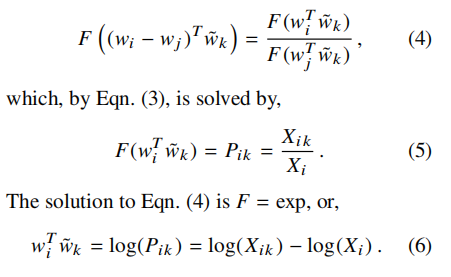 F ((w_i − w_j)^T w̃_k) = F(w_i^T w̃_k) / F(w_j^T w̃_k) , (4)
which, by Eqn. (3), is solved by,
F(w_i^T w̃_k) = P_ik = X_ik / X_i . (5)
The solution to Eqn. (4) is F = exp, or,
w_i^T w̃_k = log(P_ik) = log(X_ik) − log(X_i) . (6)